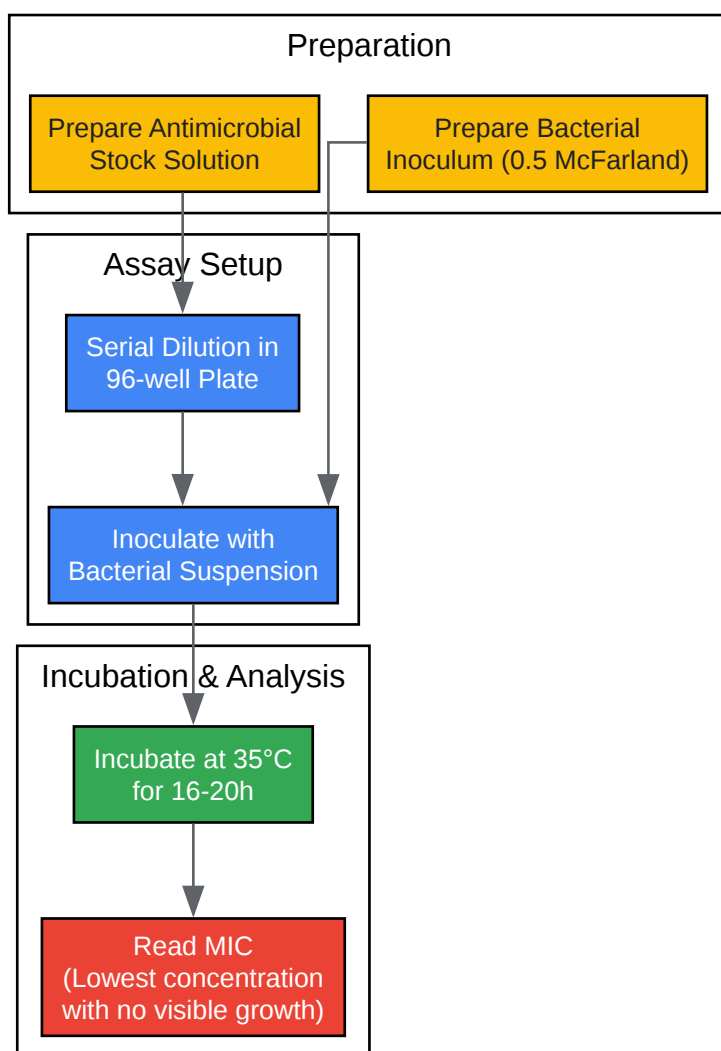 Preparation
Prepare Antimicrobial
Stock Solution
Prepare Bacterial
Inoculum (0.5 McFarland)
Assay Setup
Serial Dilution in
96-well Plate
Inoculate with
Bacterial Suspension
Incubation & Analysis
Incubate at 35°C
for 16-20h
Read MIC
(Lowest concentration
with no visible growth)